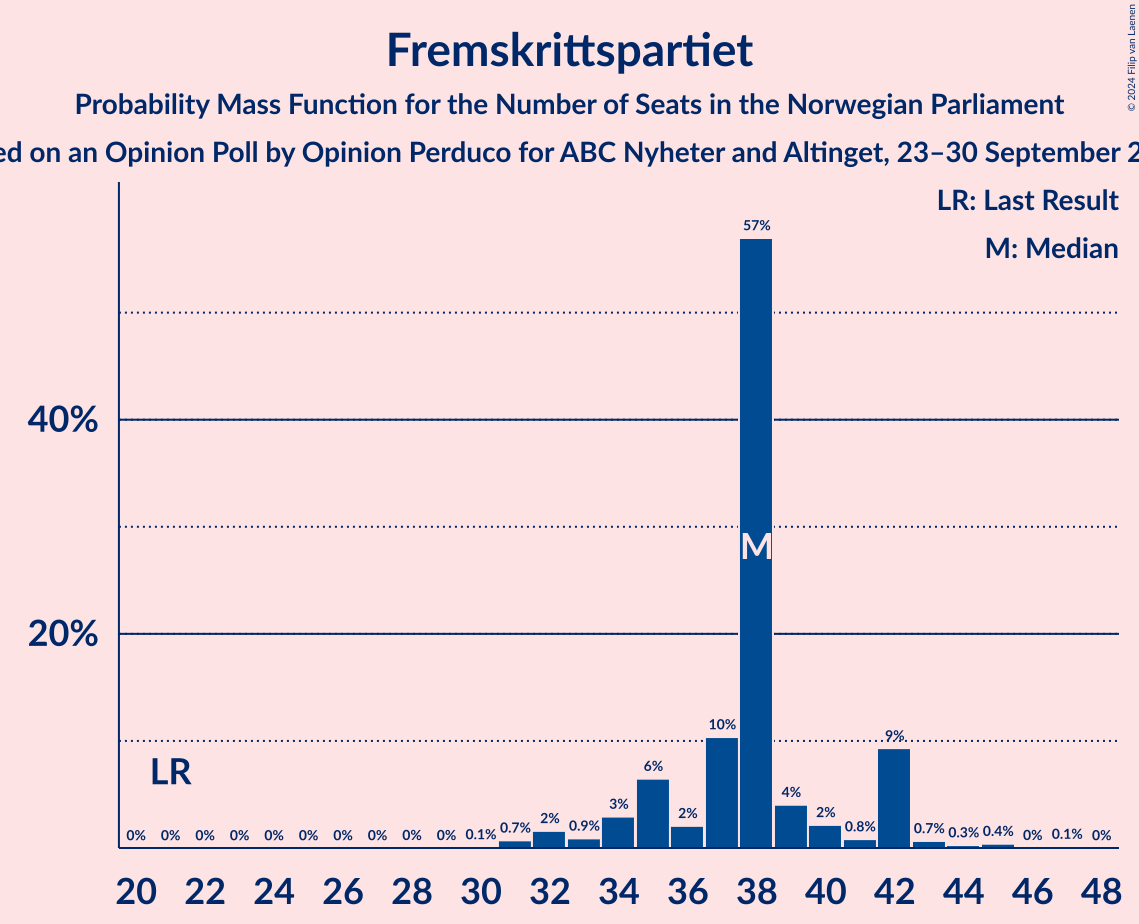 Fremskrittspartiet
Probability Mass Function for the Number of Seats in the Norwegian Parliament
on an Opinion Poll by Opinion Perduco for ABC Nyheter and Altinget, 23–30 September
© 2024 Filip van Laenen
LR: Last Result
M: Median
57%
40%
M
20%
10%
9%
LR
6%
4%
3%
2%
2%
2%
0% 0% 0% 0% 0% 0% 0% 0% 0% 0% 0.1% 0.7% 0.9% 0.8% 0.7% 0.3% 0.4% 0% 0.1% 0%
20 22 24 26 28 30 32 34 36 38 40 42 44 46 48